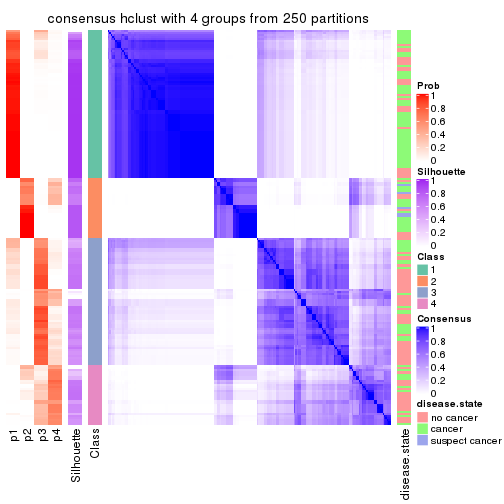 consensus hclust with 4 groups from 250 partitions
Prob
1
0.8
0.6
0.4
0.2
0
Silhouette
1
0.8
0.6
0.4
0.2
0
Class
1
2
3
4
Consensus
1
0.8
0.6
0.4
0.2
0
disease.state
no cancer
cancer
suspect cancer
p1
p2
p3
p4
Silhouette
Class
disease.state